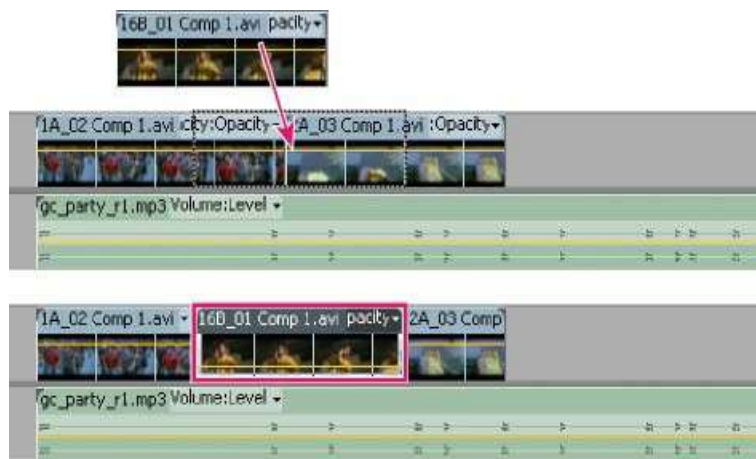 16B_01 Comp 1.avi pacity
1A_02 Comp 1.avi city:Opacity A_03 Comp 1.avi :Opacity
gc_party_r1.mp3 Volume:Level
1A_02 Comp 1.avi 16B_01 Comp 1.avi pacity 2A_03 Comp
gc_party_r1.mp3 Volume:Level